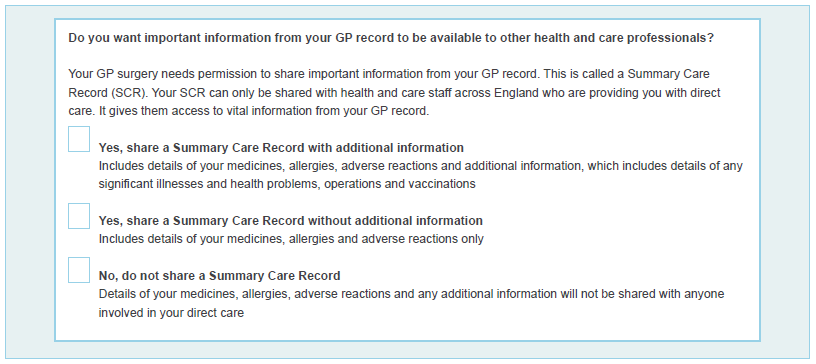 Do you want important information from your GP record to be available to other health and care professionals?
Your GP surgery needs permission to share important information from your GP record. This is called a Summary Care
Record (SCR). Your SCR can only be shared with health and care staff across England who are providing you with direct
care. It gives them access to vital information from your GP record.
Yes, share a Summary Care Record with additional information
Includes details of your medicines, allergies, adverse reactions and additional information, which includes details of any
significant illnesses and health problems, operations and vaccinations
Yes, share a Summary Care Record without additional information
Includes details of your medicines, allergies and adverse reactions only
No, do not share a Summary Care Record
Details of your medicines, allergies, adverse reactions and any additional information will not be shared with anyone
involved in your direct care